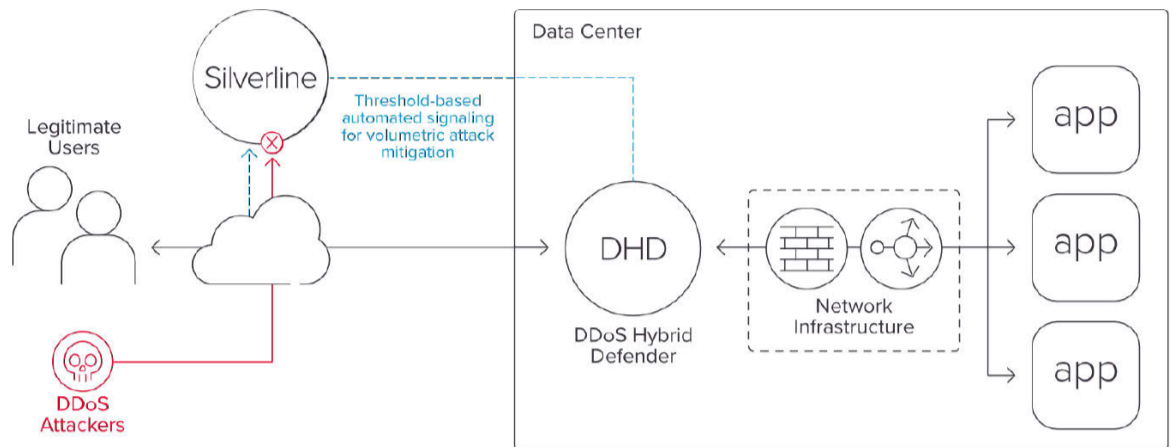 Data Center
Silverline
Threshold-based
automated signaling
for volumetric attack
mitigation
Legitimate
Users
app
DHD
DDoS Hybrid
Defender
Network
Infrastructure
app
app
DDoS
Attackers